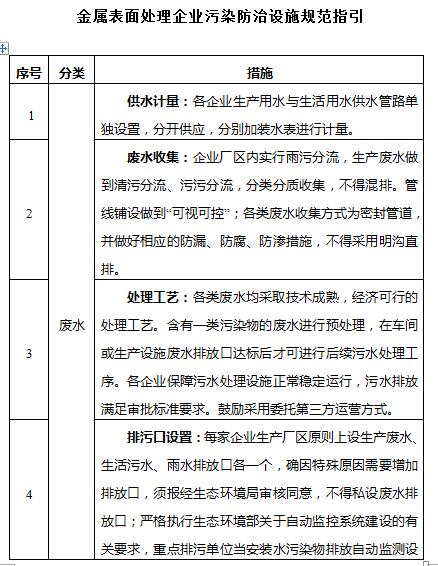 金属表面处理企业污染防治设施规范指引
序号 分类 措施
1
供水计量：各企业生产用水与生活用水供水管路单
独设置，分开供应，分别加装水表进行计量。
2
废水收集：企业厂区内实行雨污分流，生产废水做
到清污分流、污污分流，分类分质收集，不得混排。管
线铺设做到“可视可控”；各类废水收集方式为密封管道，
并做好相应的防漏、防腐、防渗措施，不得采用明沟直
排。
废水
3
处理工艺：各类废水均采取技术成熟，经济可行的
处理工艺。含有一类污染物的废水进行预处理，在车间
或生产设施废水排放口达标后才可进行后续污水处理工
序。各企业保障污水处理设施正常稳定运行，污水排放
满足审批标准要求。鼓励采用委托第三方运营方式。
4
排污口设置：每家企业生产厂区原则上设生产废水、
生活污水、雨水排放口各一个，确因特殊原因需要增加
排放口，须报经生态环境局审核同意，不得私设废水排
放口；严格执行生态环境部关于自动监控系统建设的有
关要求，重点排污单位当安装水污染物排放自动监测设